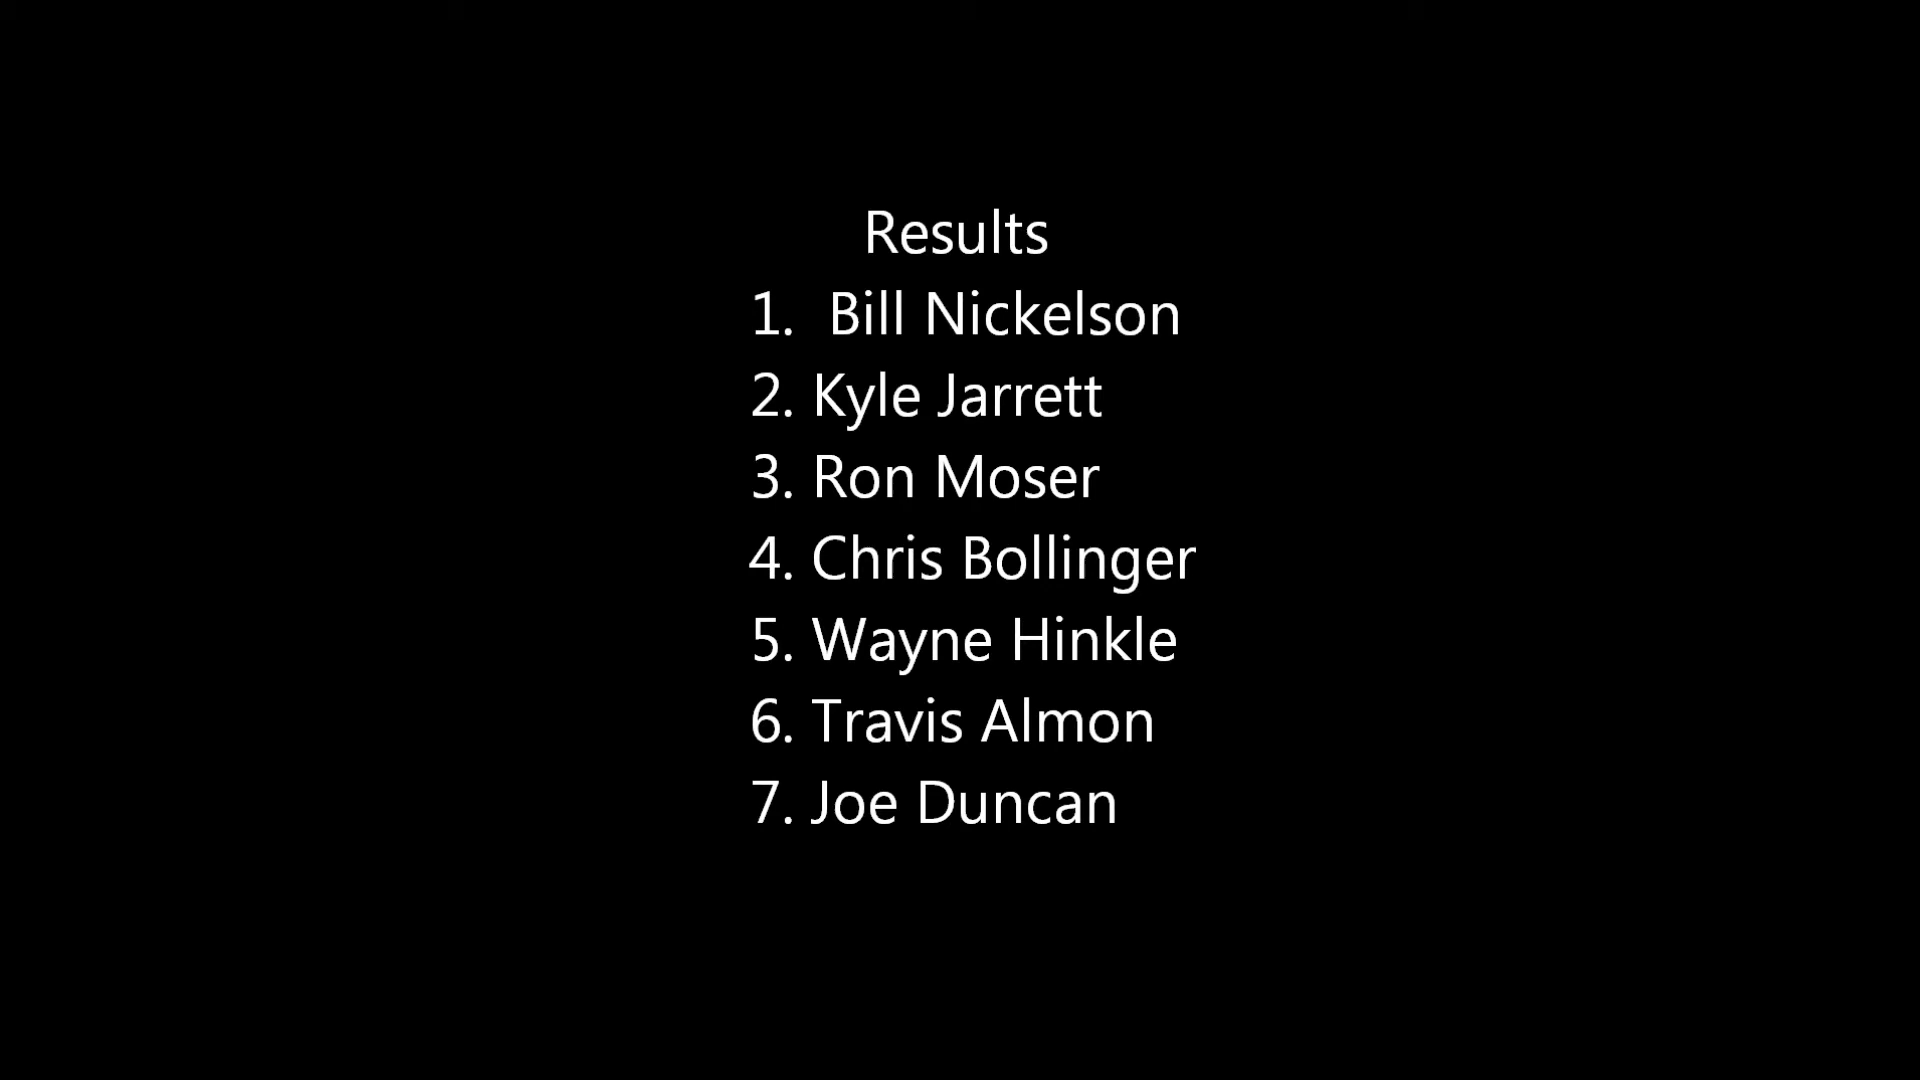 Results
1.  Bill Nickelson
2. Kyle Jarrett
3. Ron Moser
4. Chris Bollinger
5. Wayne Hinkle
6. Travis Almon
7. Joe Duncan